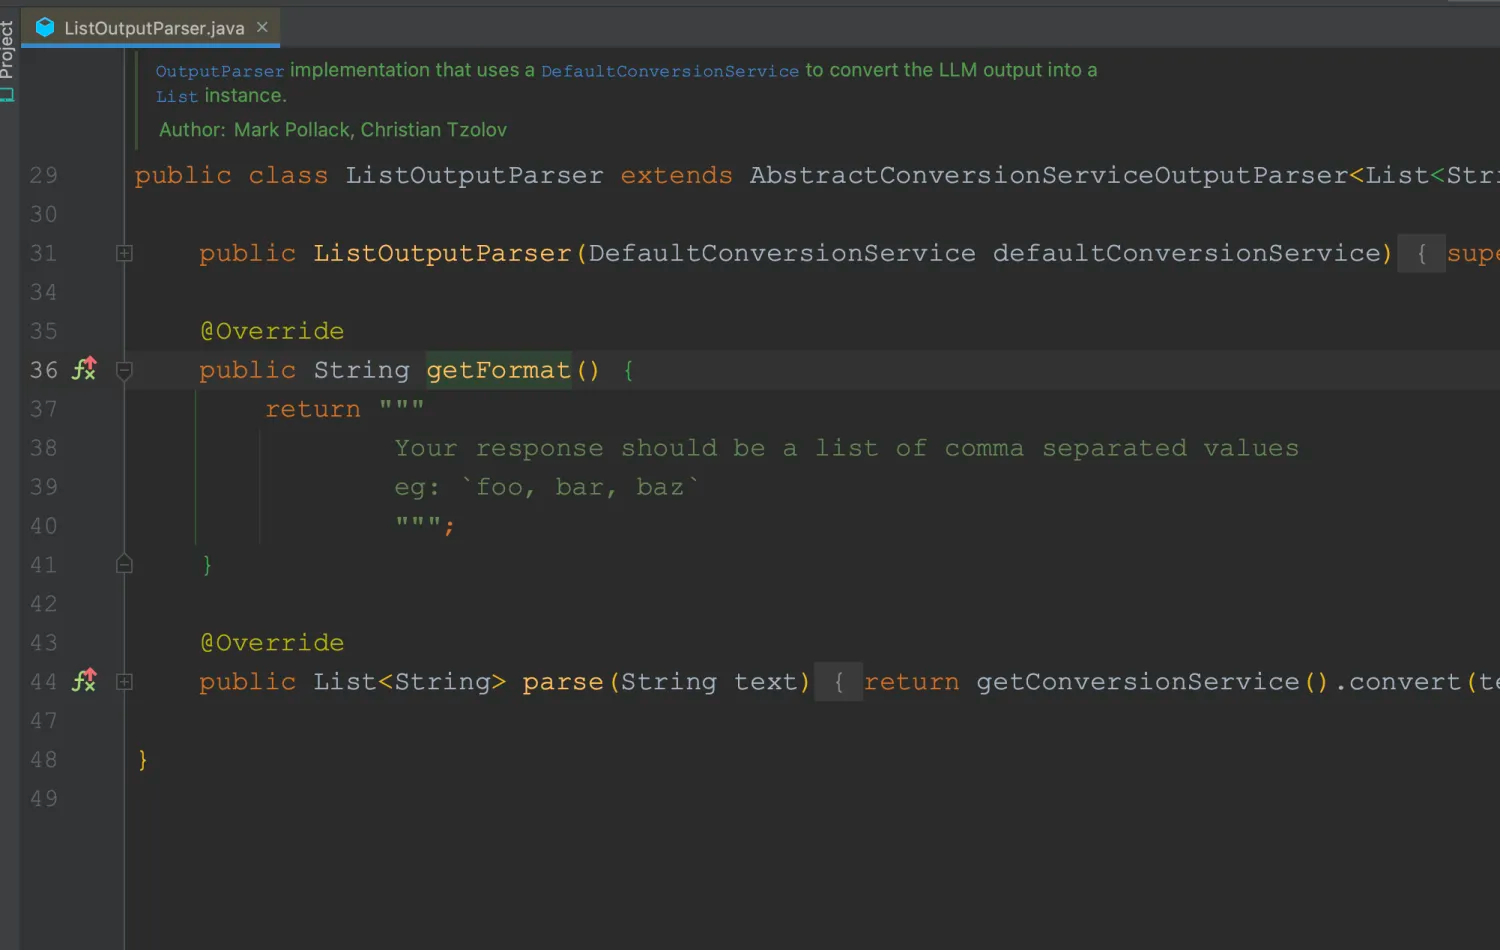 Project
ListOutputParser.java ×
OutputParser implementation that uses a DefaultConversionService to convert the LLM output into a
List instance.
Author: Mark Pollack, Christian Tzolov
29 public class ListOutputParser extends AbstractConversionServiceOutputParser<List<Stri
30
31 public ListOutputParser(DefaultConversionService defaultConversionService) { supe
34
35 @Override
36 public String getFormat() {
37 return """
38 Your response should be a list of comma separated values
39 eg: `foo, bar, baz`
40 """;
41 }
42
43 @Override
44 public List<String> parse(String text) { return getConversionService().convert(te
47
48 }
49